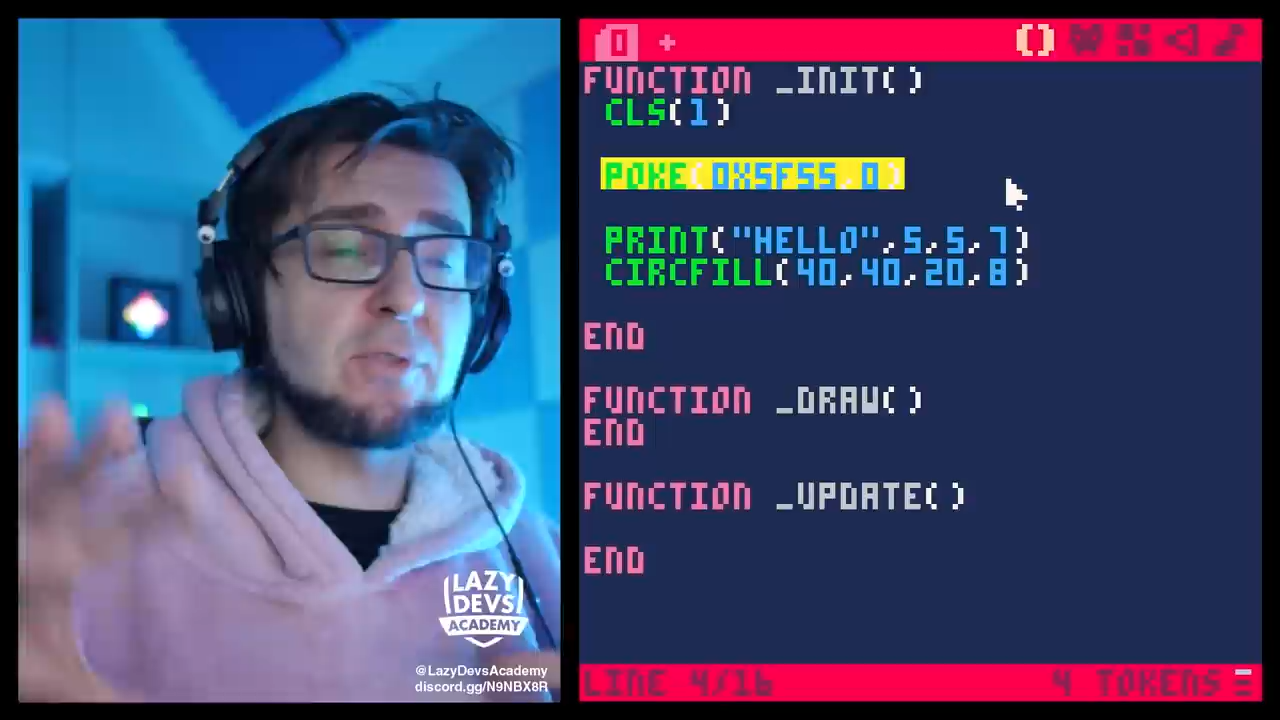 LAZY
DEVS
ACADEMY
@LazyDevsAcademy
discord.gg/N9NBX8R
0 +
FUNCTION _INIT()
CLS(1)
POKE(0X5F55,0)
PRINT("HELLO",5,5,7)
CIRCFILL(40,40,20,8)
END
FUNCTION _DRAW()
END
FUNCTION _UPDATE()
END
LINE 4/16
4 TOKENS